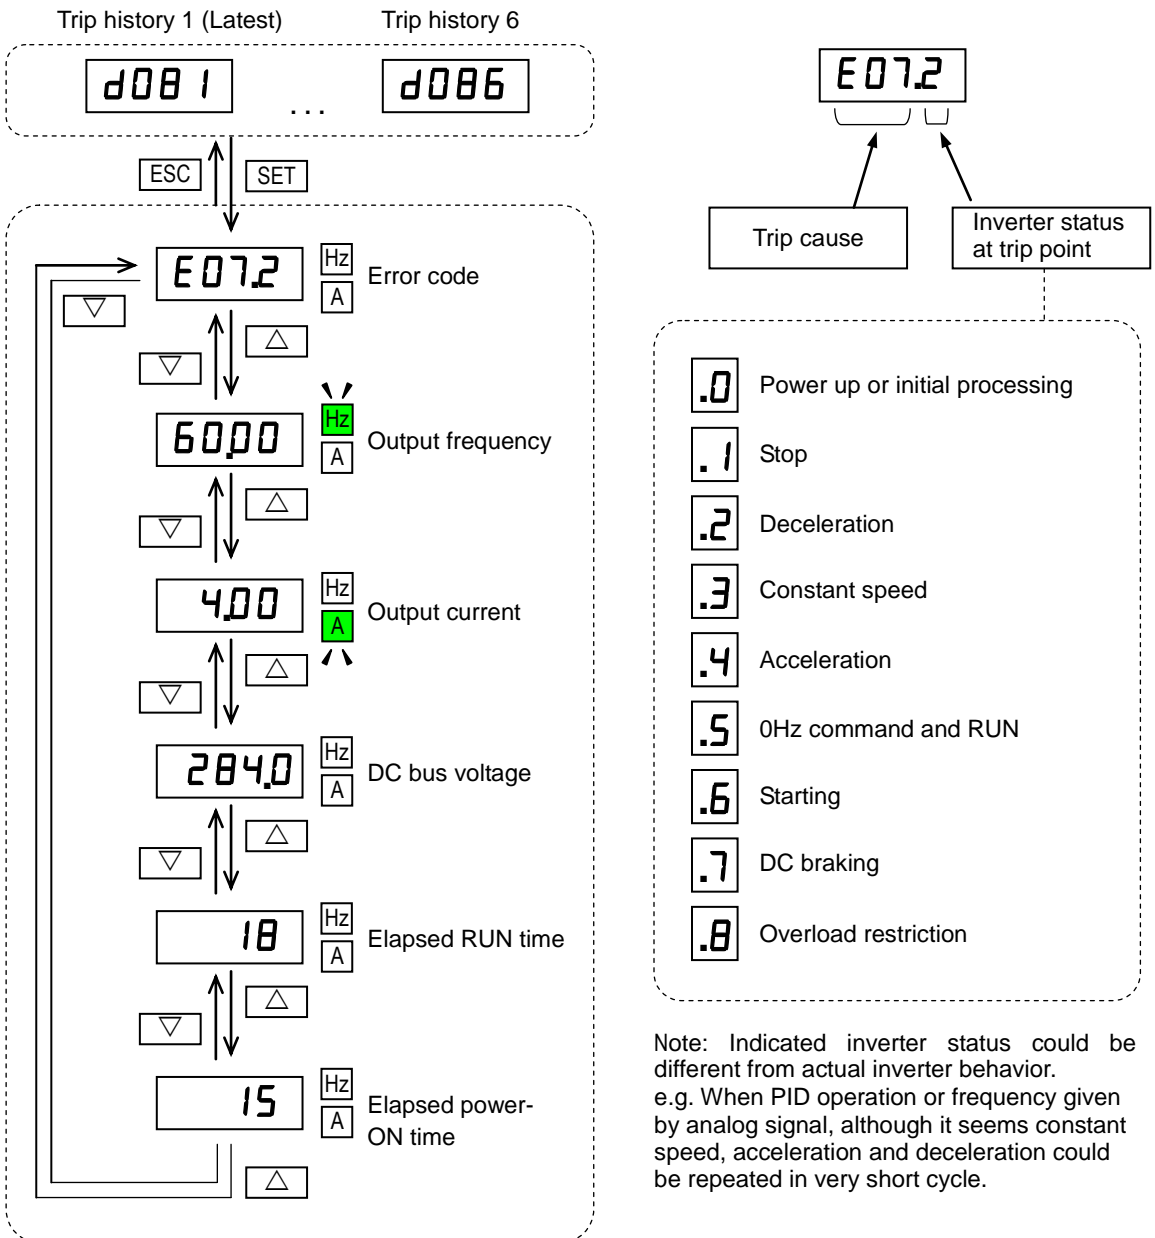 Trip history 1 (Latest)
Trip history 6
d081
. . .
d086
ESC
SET
E07.2
Hz
A
Error code
▽
△
▽
60.00
Hz
A
Output frequency
△
▽
4.00
Hz
A
Output current
△
▽
284.0
Hz
A
DC bus voltage
△
▽
18
Hz
A
Elapsed RUN time
△
▽
15
Hz
A
Elapsed power-
ON time
△
E07.2
Trip cause
Inverter status
at trip point
.0 Power up or initial processing
.1 Stop
.2 Deceleration
.3 Constant speed
.4 Acceleration
.5 0Hz command and RUN
.6 Starting
.7 DC braking
.8 Overload restriction
Note: Indicated inverter status could be
different from actual inverter behavior.
e.g. When PID operation or frequency given
by analog signal, although it seems constant
speed, acceleration and deceleration could
be repeated in very short cycle.